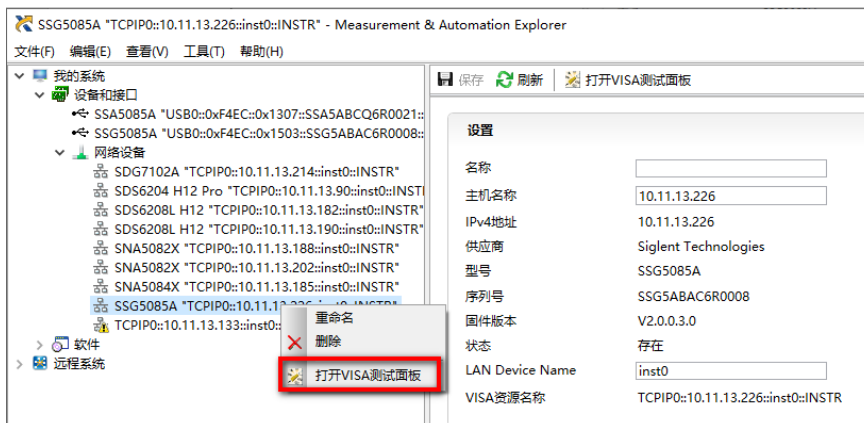 SSG5085A "TCPIP0::10.11.13.226::inst0::INSTR" - Measurement & Automation Explorer
文件(F) 编辑(E) 查看(V) 工具(T) 帮助(H)
我的系统
设备和接口
SSA5085A "USB0::0xF4EC::0x1307::SSA5ABCQ6R0021::
SSG5085A "USB0::0xF4EC::0x1503::SSG5ABAC6R0008::
网络设备
SDG7102A "TCPIP0::10.11.13.214::inst0::INSTR"
SDS6204 H12 Pro "TCPIP0::10.11.13.90::inst0::INSTI
SDS6208L H12 "TCPIP0::10.11.13.182::inst0::INSTR"
SDS6208L H12 "TCPIP0::10.11.13.190::inst0::INSTR"
SNA5082X "TCPIP0::10.11.13.188::inst0::INSTR"
SNA5082X "TCPIP0::10.11.13.202::inst0::INSTR"
SNA5084X "TCPIP0::10.11.13.185::inst0::INSTR"
SSG5085A "TCPIP0::10.11.13.226::inst0::INSTR"
TCPIP0::10.11.13.133::inst0::
软件
远程系统
重命名
删除
打开VISA测试面板
保存 刷新 打开VISA测试面板
设置
名称
主机名称 10.11.13.226
IPv4地址 10.11.13.226
供应商 Siglent Technologies
型号 SSG5085A
序列号 SSG5ABAC6R0008
固件版本 V2.0.0.3.0
状态 存在
LAN Device Name inst0
VISA资源名称 TCPIP0::10.11.13.226::inst0::INSTR